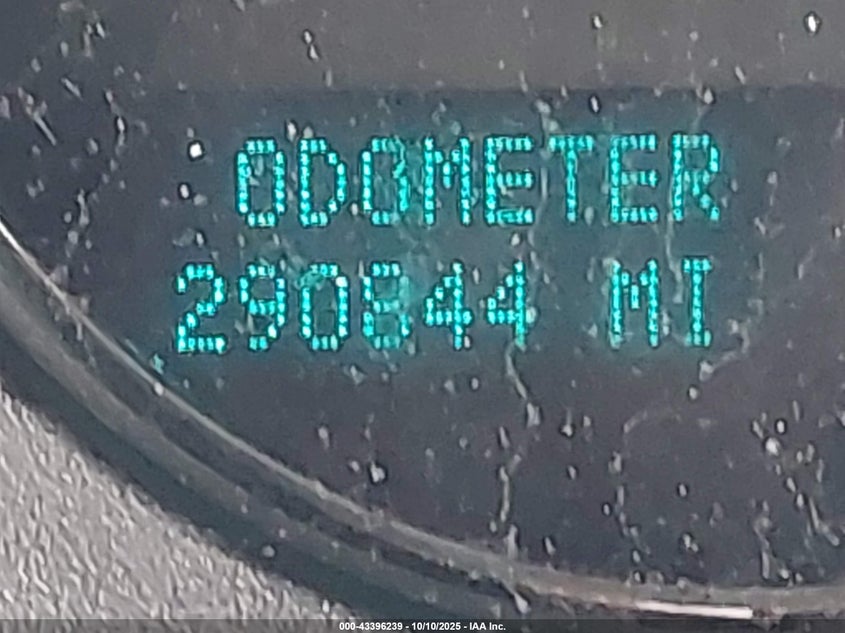 ODOMETER
290844 MI
000-43396239 - 10/10/2025 - IAA Inc.